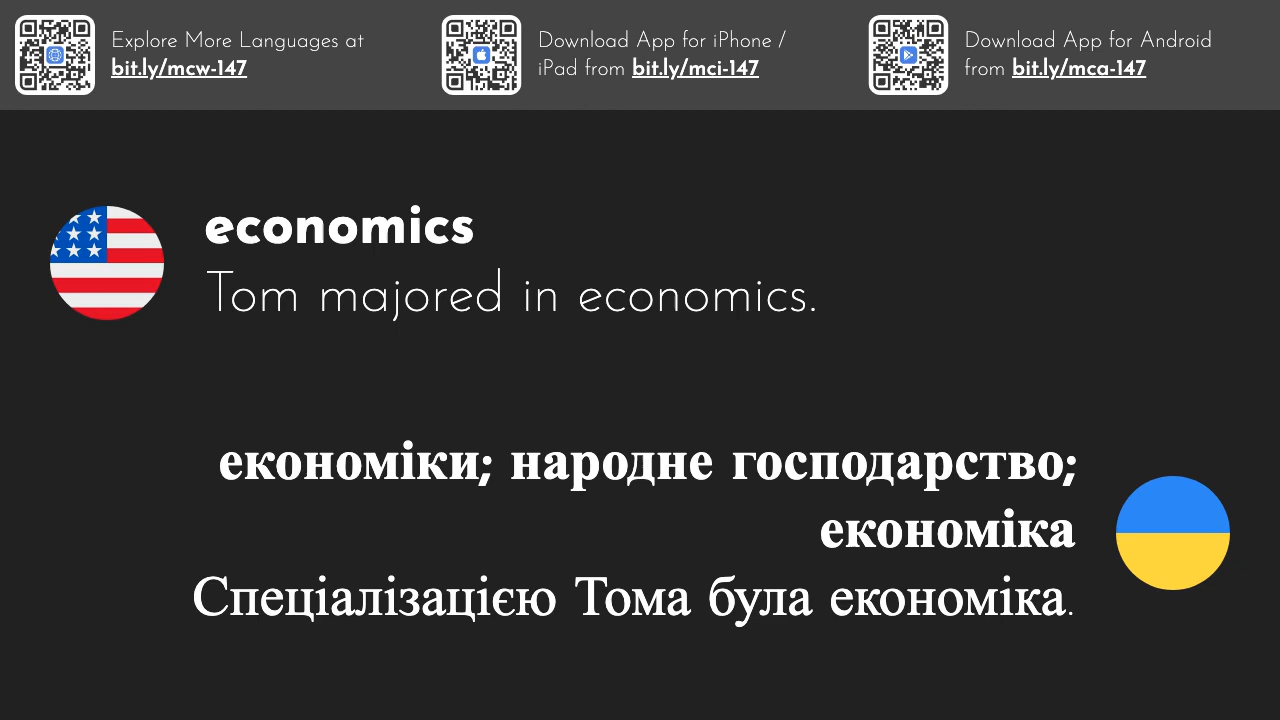 Explore More Languages at
bit.ly/mcw-147
Download App for iPhone /
iPad from bit.ly/mci-147
Download App for Android
from bit.ly/mca-147
economics
Tom majored in economics.
економіки; народне господарство;
економіка
Спеціалізацією Тома була економіка.